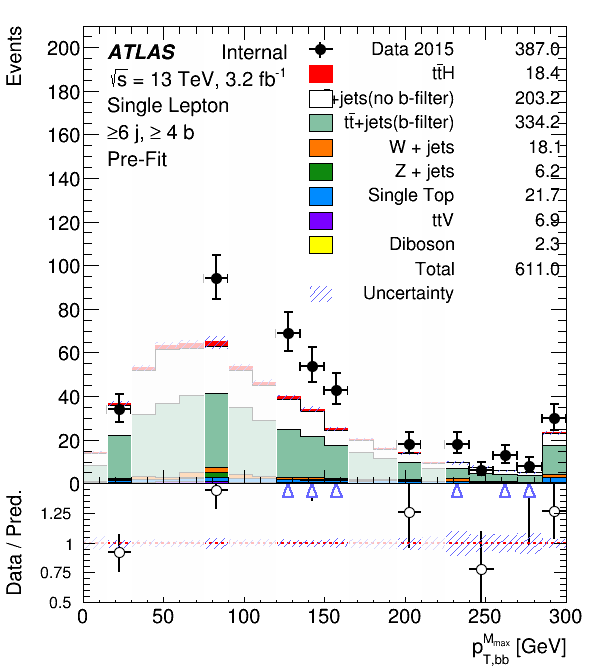 Events
ATLAS Internal
√s = 13 TeV, 3.2 fb-1
Single Lepton
≥6 j, ≥ 4 b
Pre-Fit
Data 2015 387.0
tt̄H 18.4
+jets(no b-filter) 203.2
tt̄+jets(b-filter) 334.2
W + jets 18.1
Z + jets 6.2
Single Top 21.7
ttV 6.9
Diboson 2.3
Total 611.0
Uncertainty
200
180
160
140
120
100
80
60
40
20
0
Data / Pred.
1.25
1
0.75
0.5
0 50 100 150 200 250 300
p_T,bb^M_max [GeV]